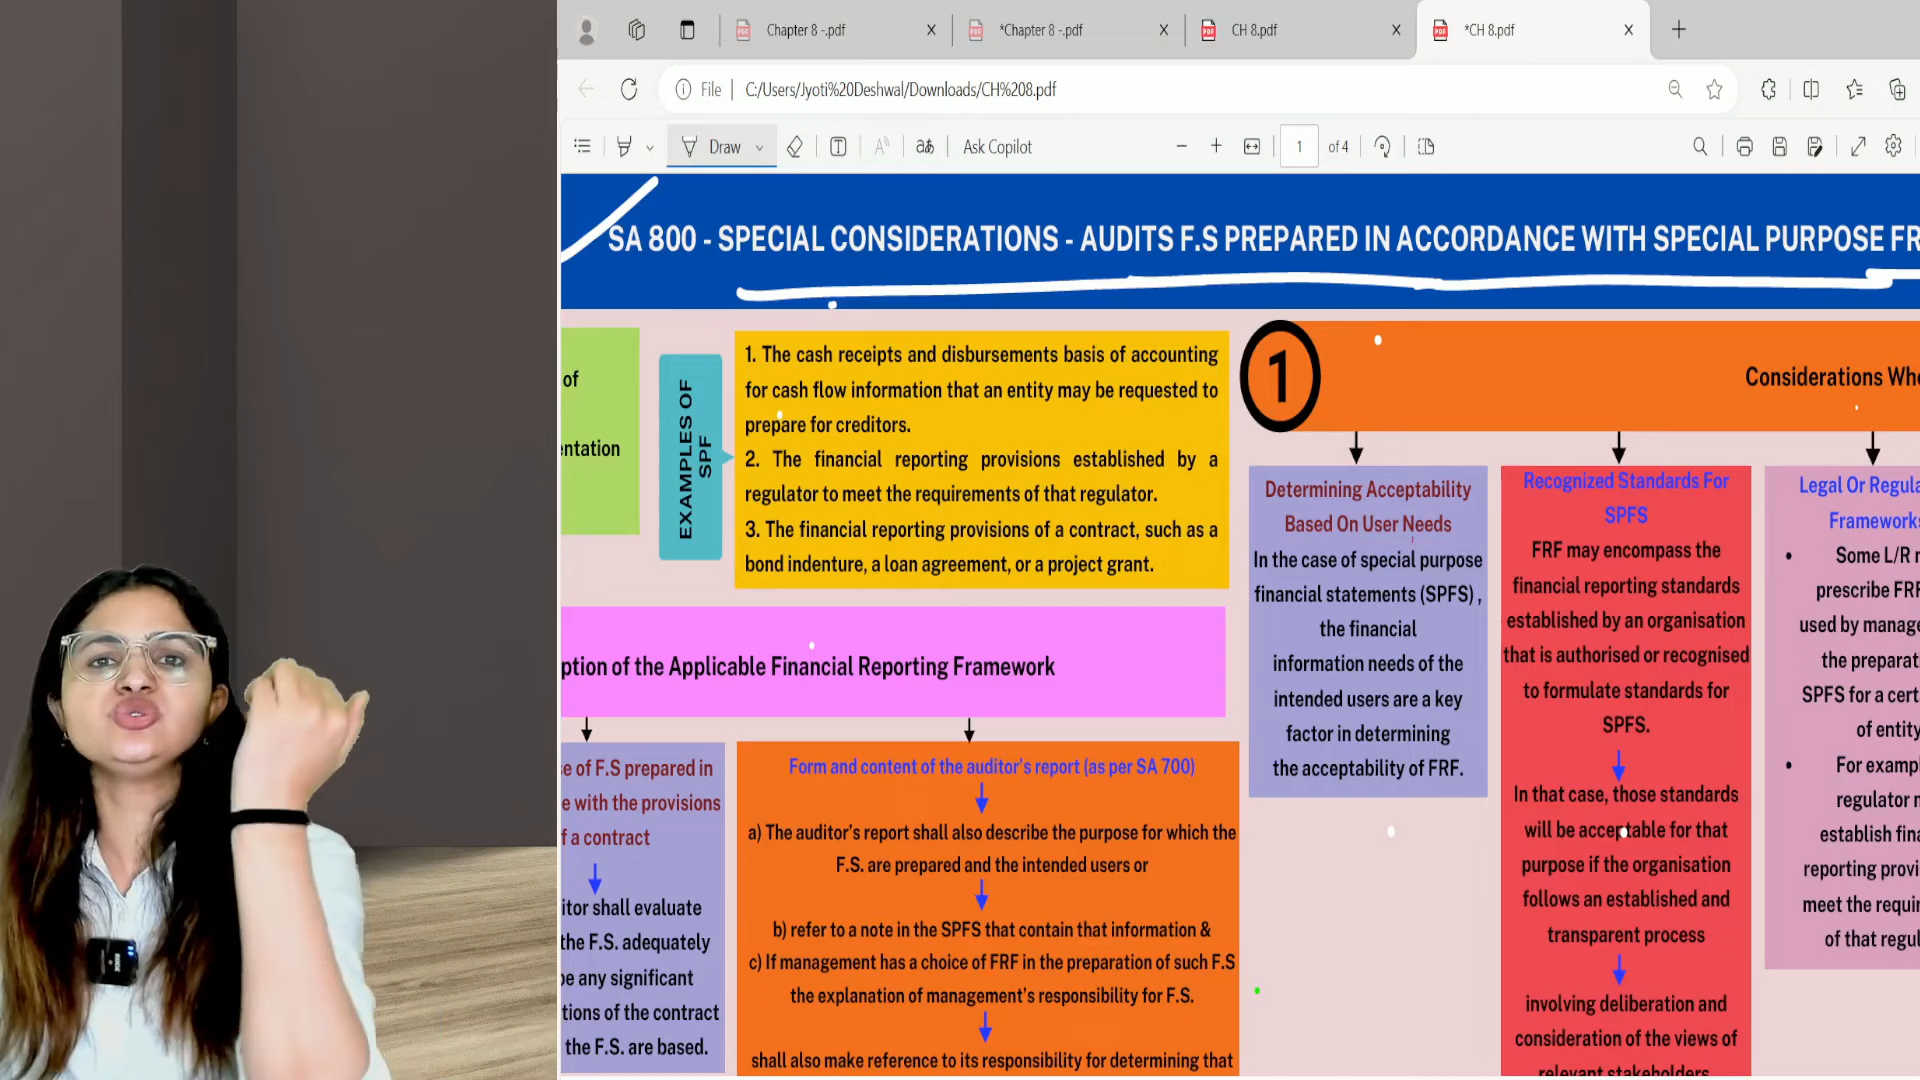 Chapter 8 -.pdf
*Chapter 8 -.pdf
CH 8.pdf
*CH 8.pdf
File
C:/Users/Jyoti%20Deshwal/Downloads/CH%208.pdf
Draw
Ask Copilot
1
of 4
SA 800 - SPECIAL CONSIDERATIONS - AUDITS F.S PREPARED IN ACCORDANCE WITH SPECIAL PURPOSE FR
of
entation
EXAMPLES OF
SPF
1. The cash receipts and disbursements basis of accounting
for cash flow information that an entity may be requested to
prepare for creditors.
2. The financial reporting provisions established by a
regulator to meet the requirements of that regulator.
3. The financial reporting provisions of a contract, such as a
bond indenture, a loan agreement, or a project grant.
ption of the Applicable Financial Reporting Framework
e of F.S prepared in
e with the provisions
f a contract
itor shall evaluate
the F.S. adequately
be any significant
tions of the contract
the F.S. are based.
Form and content of the auditor's report (as per SA 700)
a) The auditor's report shall also describe the purpose for which the
F.S. are prepared and the intended users or
b) refer to a note in the SPFS that contain that information &
c) If management has a choice of FRF in the preparation of such F.S
the explanation of management's responsibility for F.S.
shall also make reference to its responsibility for determining that
1
Considerations Whe
Determining Acceptability
Based On User Needs
In the case of special purpose
financial statements (SPFS) ,
the financial
information needs of the
intended users are a key
factor in determining
the acceptability of FRF.
Recognized Standards For
SPFS
FRF may encompass the
financial reporting standards
established by an organisation
that is authorised or recognised
to formulate standards for
SPFS.
In that case, those standards
will be acceptable for that
purpose if the organisation
follows an established and
transparent process
involving deliberation and
consideration of the views of
relevant stakeholders
Legal Or Regula
Frameworks
• Some L/R m
prescribe FRF
used by manage
the preparat
SPFS for a cert
of entity
• For exampl
regulator m
establish fina
reporting provi
meet the requir
of that regul